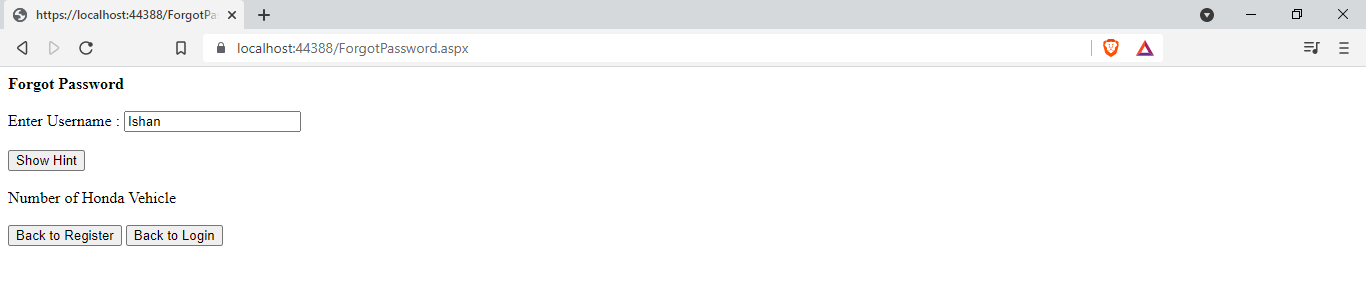 https://localhost:44388/ForgotPa
localhost:44388/ForgotPassword.aspx
Forgot Password
Enter Username : Ishan
Show Hint
Number of Honda Vehicle
Back to Register Back to Login